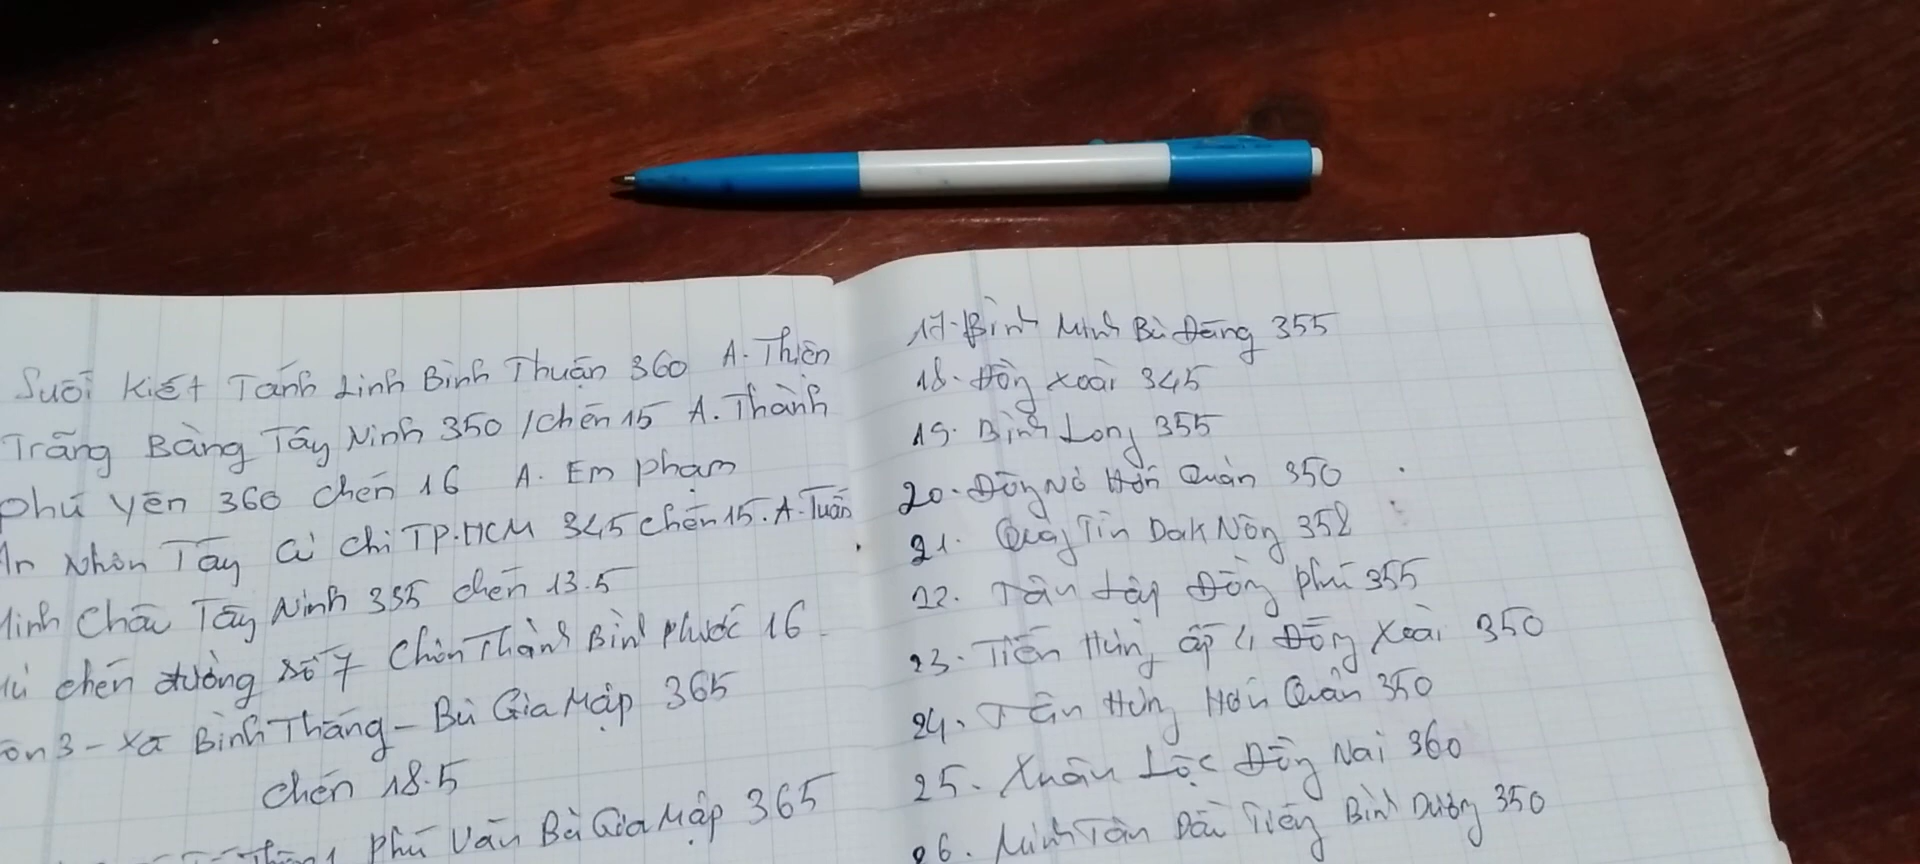 Suối Kiết Tánh Linh Bình Thuận 360 A. Thiện
Trãng Bàng Tây Ninh 350 / chén 15 A. Thành
Phú Yên 360 chén 16 A. Em Phạm
An Nhơn Tây Củ Chi TP.HCM 345 chén 15. A. Tuấn
Minh Châu Tây Ninh 355 chén 13.5
chén đường số 7 Chơn Thành Bình Phước 16
3 - xã Bình Thắng - Bù Gia Mập 365
chén 18.5
Phú Văn Bù Gia Mập 365
17. Bình Minh Bù Đăng 355
18. Đồng Xoài 345
19. Bình Long 355
20. Đồng Nơ Hớn Quản 350
21. Quảng Tín Dak Nông 358
22. Tân Lập Đồng Phú 355
23. Tiến Hưng ấp 4 Đồng Xoài 350
24. Tân Hưng Hớn Quản 350
25. Xuân Lộc Đồng Nai 360
26. Minh Tân Dầu Tiếng Bình Dương 350